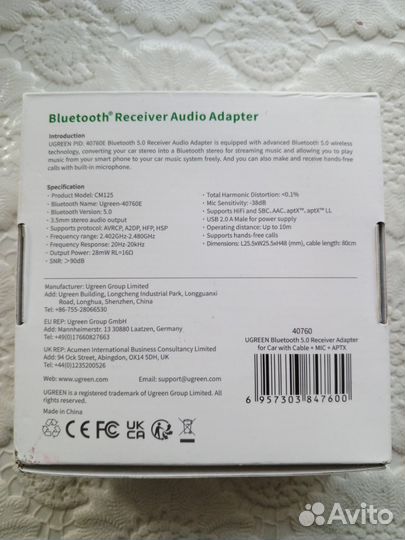 Bluetooth® Receiver Audio Adapter
Introduction
UGREEN PID: 40760E Bluetooth 5.0 Receiver Audio Adapter is equipped with advanced Bluetooth 5.0 wireless
technology, converting your car stereo into a Bluetooth stereo for streaming music and allowing you to play
music from your smart phone to your car music system freely. And you can also make and receive hands-free
calls with built-in microphone.
Specification
• Product Model: CM125
• Bluetooth Name: Ugreen-40760E
• Bluetooth Version: 5.0
• 3.5mm stereo audio output
• Supports protocol: AVRCP, A2DP, HFP, HSP
• Frequency range: 2.402GHz-2.480GHz
• Frequency Response: 20Hz-20kHz
• Output Power: 28mW RL=16Ω
• SNR: >90dB
• Total Harmonic Distortion: <0.1%
• Mic Sensitivity: -38dB
• Supports HiFi and SBC, AAC, aptX™, aptX™ LL
• USB 2.0 A Male for power supply
• Operating distance: Up to 10m
• Supports hands-free calls
• Dimensions: L25.5xW25.5xH48 (mm), cable length: 80cm
Manufacturer: Ugreen Group Limited
Add: Ugreen Building, Longcheng Industrial Park, Longguanxi
Road, Longhua, Shenzhen, China
Tel: +86-755-28066530
EU REP: Ugreen Group GmbH
Add: Mannheimerstr. 13 30880 Laatzen, Germany
Tel: +49(0)17660827663
UK REP: Acumen International Business Consultancy Limited
Add: 94 Ock Street, Abingdon, OX14 5DH, UK
Tel: +44(0)1235200526
www.ugreen.com Email: support@ugreen.com
UGREEN is a registered trademark of Ugreen Group Limited. All
rights reserved.
Made in China
FC CE UK CA
40760
UGREEN Bluetooth 5.0 Receiver Adapter
for Car with Cable + MIC + APTX
6 957303 847600
Avito